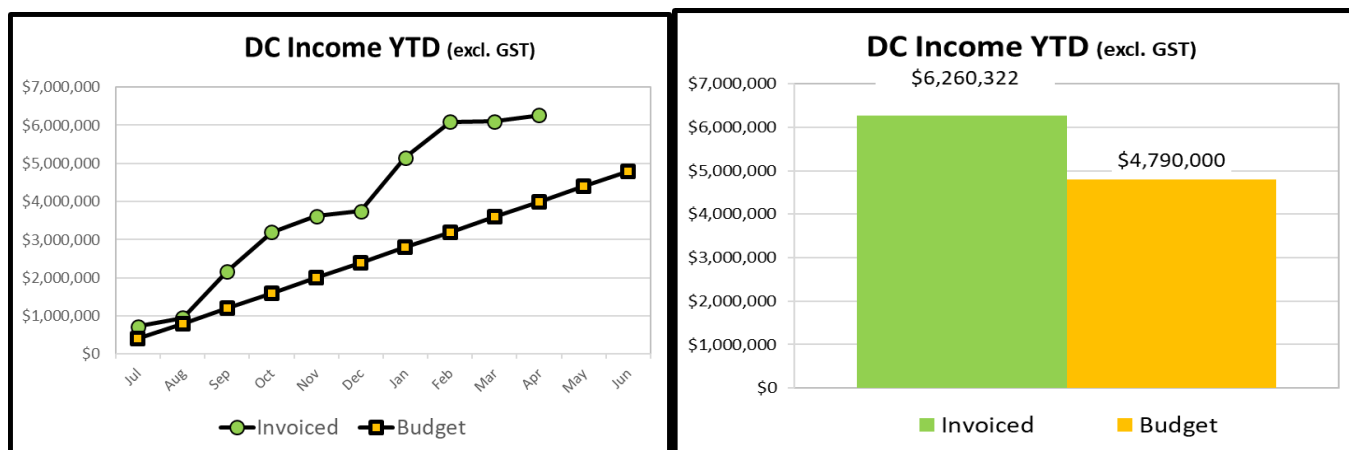 DC Income YTD (excl. GST)
$7,000,000
$6,000,000
$5,000,000
$4,000,000
$3,000,000
$2,000,000
$1,000,000
$0
Jul
Aug
Sep
Oct
Nov
Dec
Jan
Feb
Mar
Apr
May
Jun
Invoiced
Budget
DC Income YTD (excl. GST)
$6,260,322
$4,790,000
$7,000,000
$6,000,000
$5,000,000
$4,000,000
$3,000,000
$2,000,000
$1,000,000
$0
Invoiced
Budget